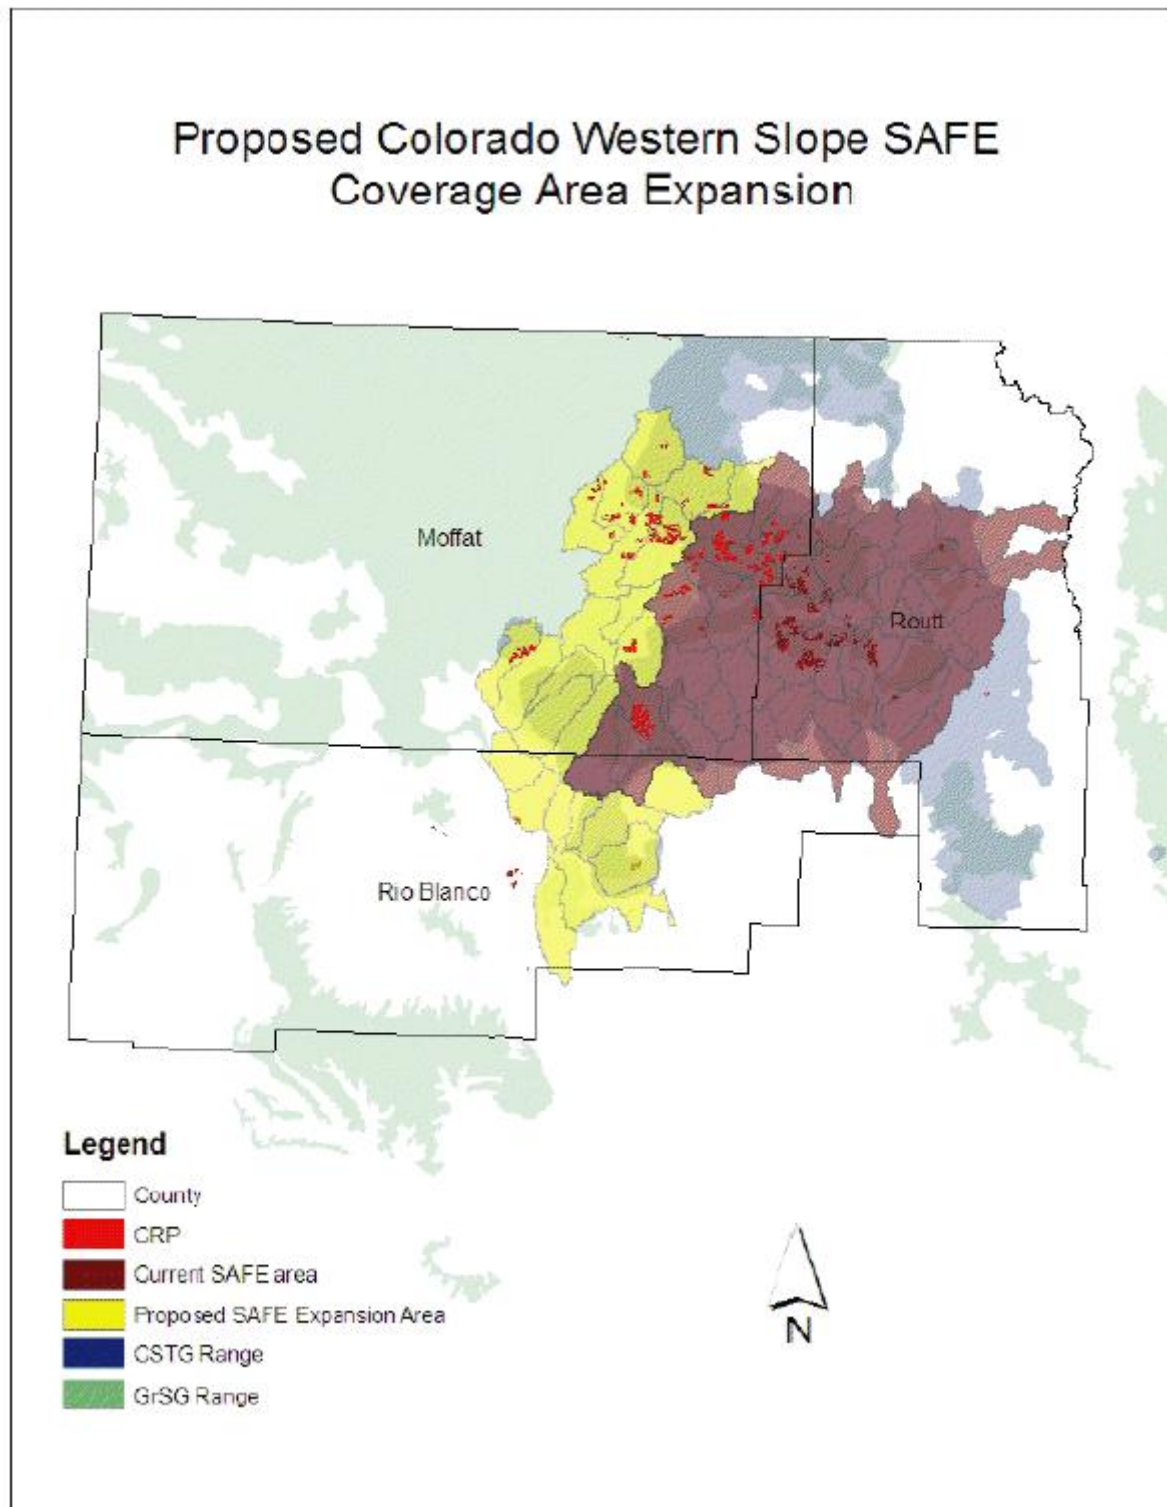 Proposed Colorado Western Slope SAFE
Coverage Area Expansion
Moffat
Routt
Rio Blanco
Legend
County
CRP
Current SAFE area
Proposed SAFE Expansion Area
CSTG Range
GrSG Range
N